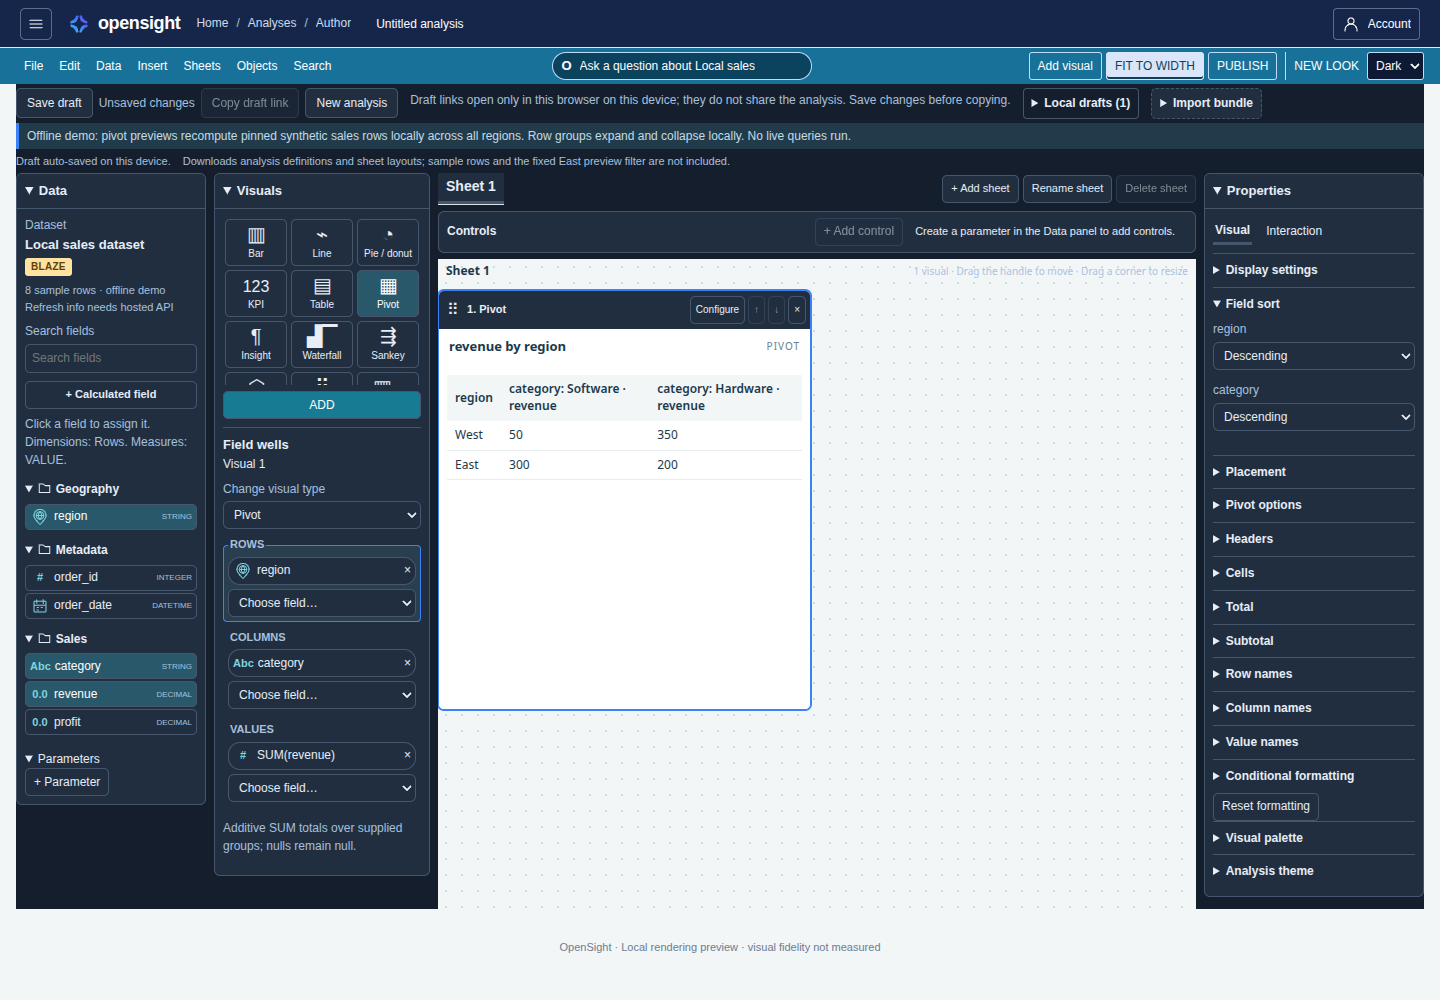 opensight
Home / Analyses / Author
Untitled analysis
Account
File Edit Data Insert Sheets Objects Search
Ask a question about Local sales
Add visual
FIT TO WIDTH
PUBLISH
NEW LOOK
Dark
Save draft
Unsaved changes
Copy draft link
New analysis
Draft links open only in this browser on this device; they do not share the analysis. Save changes before copying.
Local drafts (1)
Import bundle
Offline demo: pivot previews recompute pinned synthetic sales rows locally across all regions. Row groups expand and collapse locally. No live queries run.
Draft auto-saved on this device. Downloads analysis definitions and sheet layouts; sample rows and the fixed East preview filter are not included.
Data
Dataset
Local sales dataset
BLAZE
8 sample rows · offline demo
Refresh info needs hosted API
Search fields
Search fields
+ Calculated field
Click a field to assign it.
Dimensions: Rows. Measures:
VALUE.
Geography
region STRING
Metadata
# order_id INTEGER
order_date DATETIME
Sales
Abc category STRING
0.0 revenue DECIMAL
0.0 profit DECIMAL
Parameters
+ Parameter
Visuals
Bar
Line
Pie / donut
123
KPI
Table
Pivot
¶
Insight
Waterfall
Sankey
ADD
Field wells
Visual 1
Change visual type
Pivot
ROWS
region ×
Choose field…
COLUMNS
Abc category ×
Choose field…
VALUES
# SUM(revenue) ×
Choose field…
Additive SUM totals over supplied
groups; nulls remain null.
Sheet 1
+ Add sheet
Rename sheet
Delete sheet
Controls
+ Add control
Create a parameter in the Data panel to add controls.
Sheet 1
1 visual · Drag the handle to move · Drag a corner to resize
1. Pivot
Configure
↑
↓
×
revenue by region
PIVOT
region
category: Software ·
revenue
category: Hardware ·
revenue
West 50 350
East 300 200
Properties
Visual
Interaction
Display settings
Field sort
region
Descending
category
Descending
Placement
Pivot options
Headers
Cells
Total
Subtotal
Row names
Column names
Value names
Conditional formatting
Reset formatting
Visual palette
Analysis theme
OpenSight · Local rendering preview · visual fidelity not measured